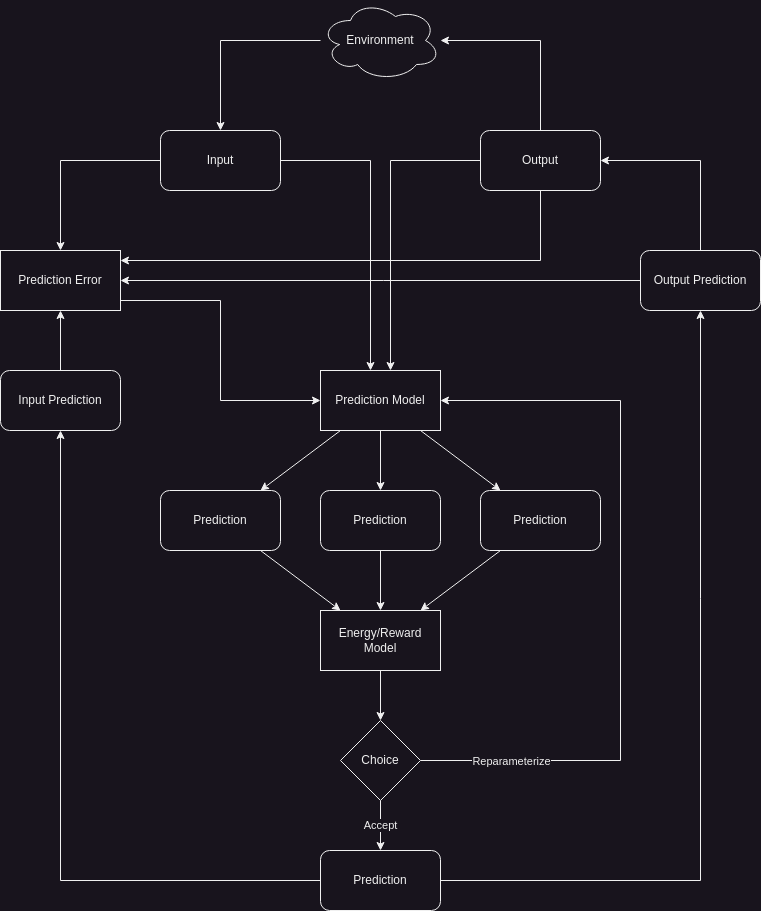 Environment
Input
Output
Prediction Error
Output Prediction
Input Prediction
Prediction Model
Prediction
Prediction
Prediction
Energy/Reward
Model
Choice
Reparameterize
Accept
Prediction